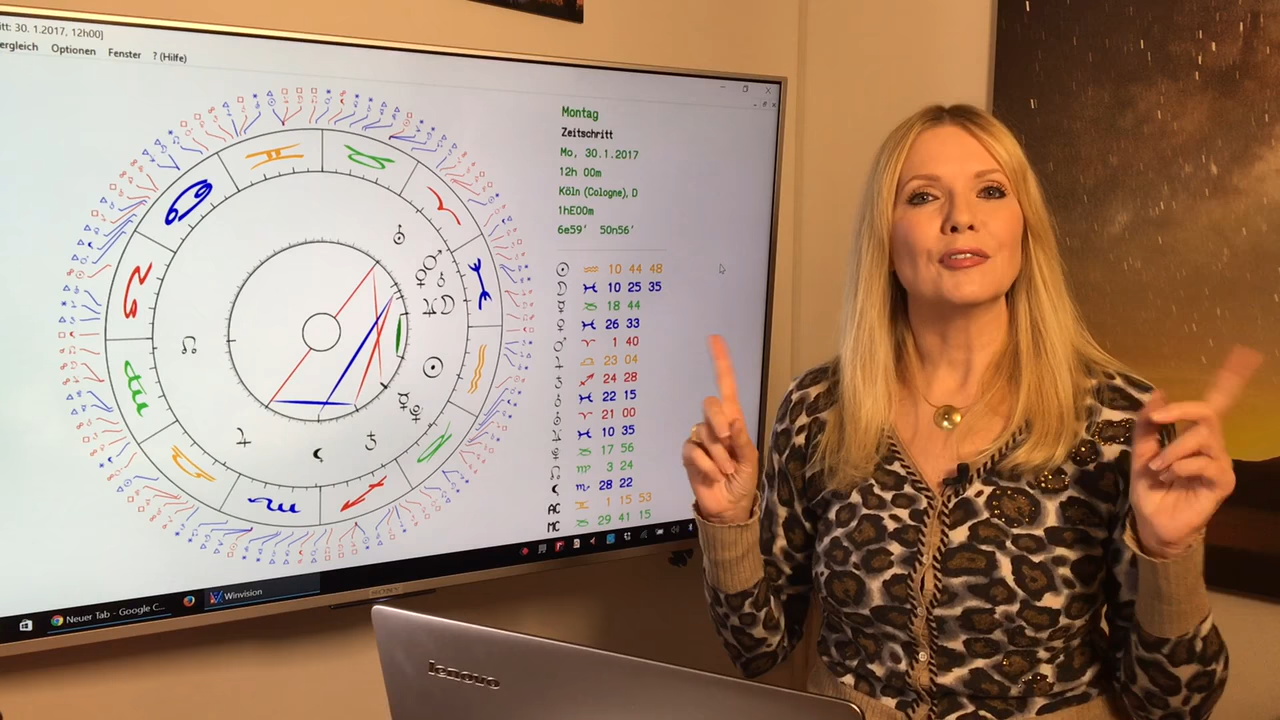 itt: 30. 1.2017, 12h00]
ergleich Optionen Fenster ? (Hilfe)
Montag
Zeitschritt
Mo, 30.1.2017
12h 00m
Köln (Cologne), D
1hE00m
6e59' 50n56'
☉ ♒ 10 44 48
☽ ♓ 10 25 35
☿ ♑ 18 44
♀ ♓ 26 33
♂ ♈ 1 40
♃ ♎ 23 04
♄ ♐ 24 28
♓ 22 15
♈ 21 00
♓ 10 35
♑ 17 56
☊ ♍ 3 24
♏ 28 22
AC ♊ 1 15 53
MC ♑ 29 41 15
Neuer Tab - Google C...
Winvision
SONY
lenovo